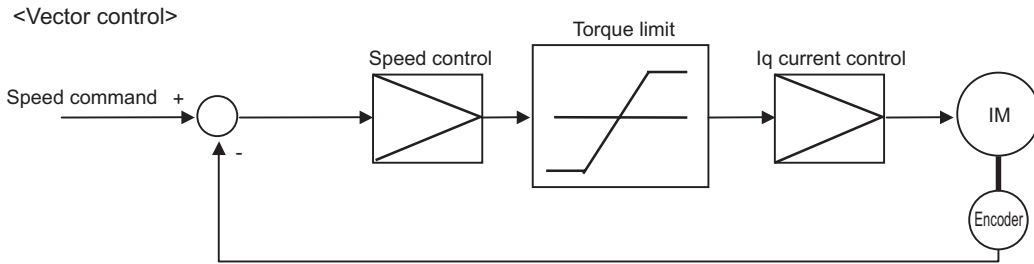 <Vector control>
Torque limit
Speed control
Iq current control
Speed command
+
-
IM
Encoder